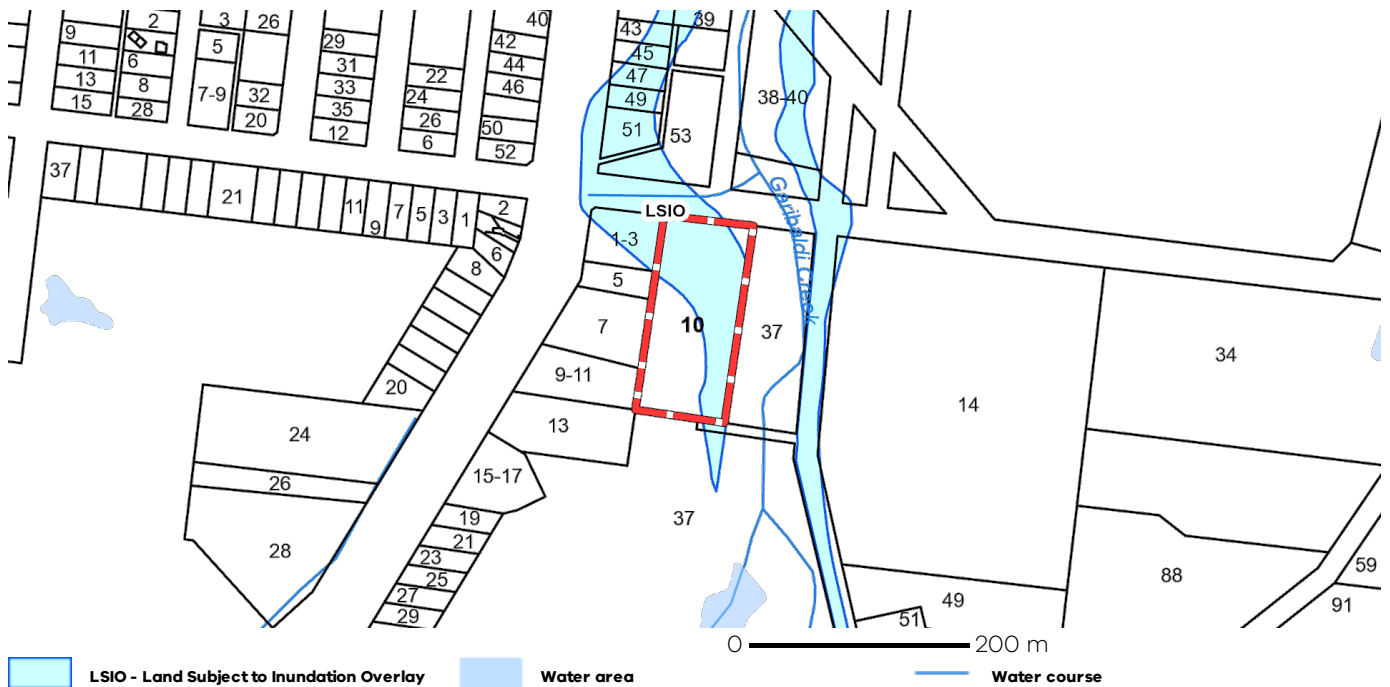 2 3 26 40 43 39
9 5 29 42 45
11 6 31 44 47
13 8 7-9 32 33 22 46 49 38-40
15 28 20 35 24 50 51 53
12 26 52
6
37 21 11 9 7 5 3 1 2
LSIO
Garibaldi Creek
1-3
6
8 5
7 10 37
34
20 9-11
14
24 13
26 15-17
19 37
28 21
23
25
27
29
88 59
49 91
51
0 200 m
LSIO - Land Subject to Inundation Overlay Water area Water course